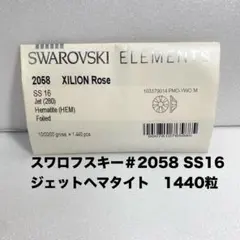 SWAROVSKI ELEMENTS
2058 XILION Rose
SS 16
Jet (280)
Hematite (HEM)
Foiled
スワロフスキー＃2058 SS16
ジェットヘマタイト 1440粒